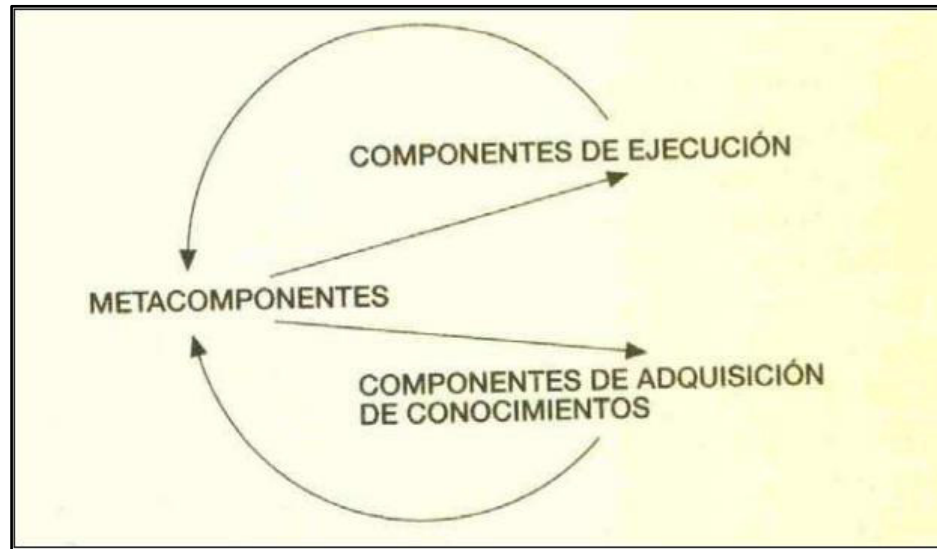 COMPONENTES DE EJECUCIÓN
METACOMPONENTES
COMPONENTES DE ADQUISICIÓN
DE CONOCIMIENTOS